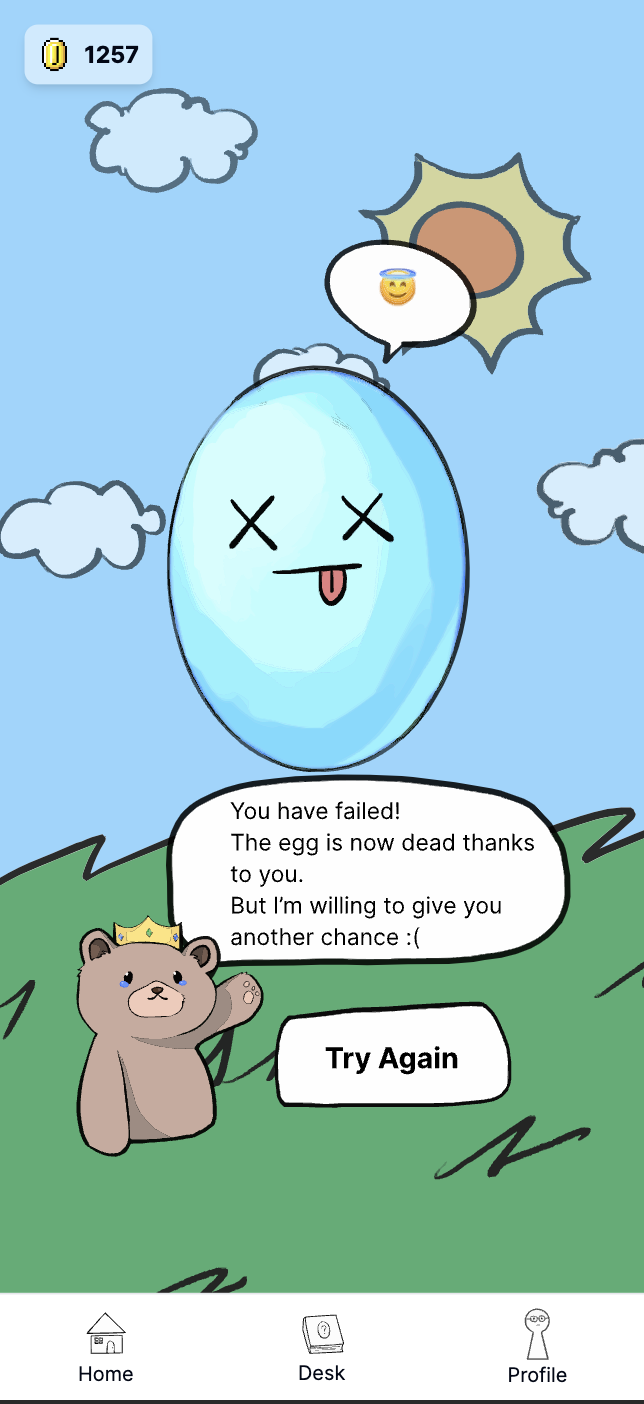 1257
You have failed!
The egg is now dead thanks
to you.
But I’m willing to give you
another chance :(
Try Again
Home
Desk
Profile